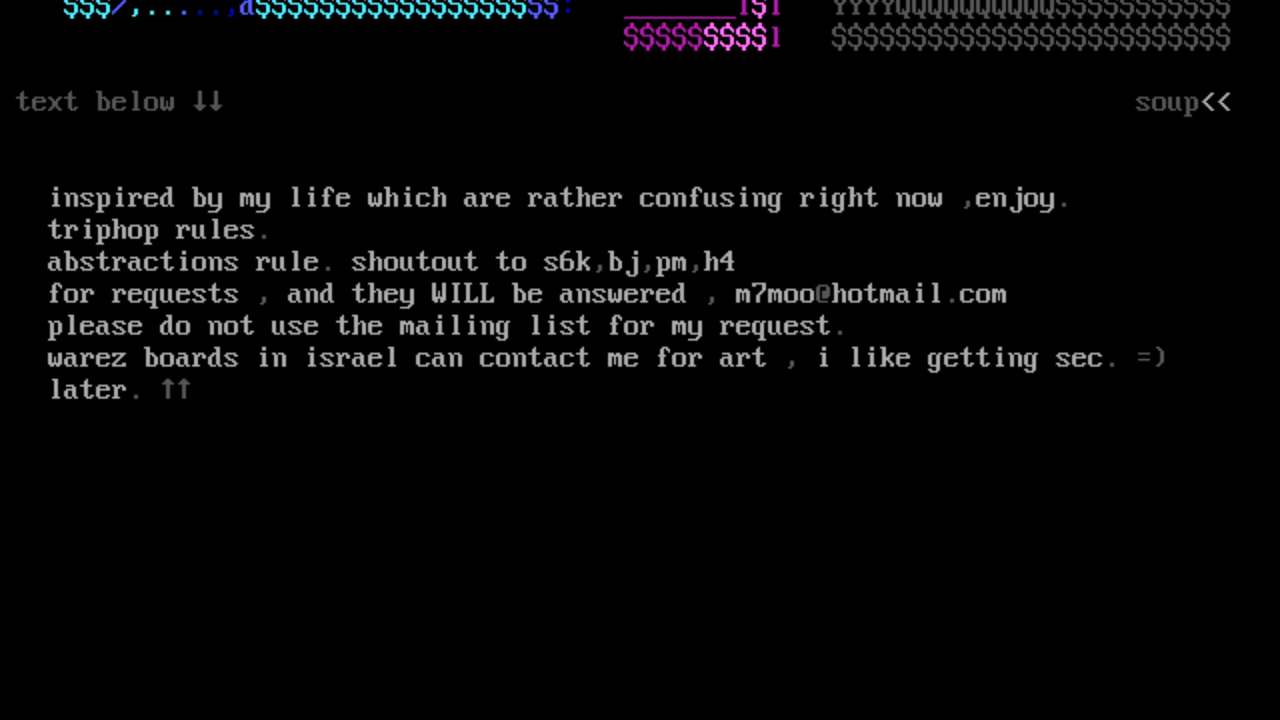 $$$/,......,a$$$$$$$$$$$$$$$$$$$: _______l$l YYYYQQQQQQQQQQ$$$$$$$$$$$
$$$$$$$$$l $$$$$$$$$$$$$$$$$$$$$$$$$
text below ↓↓ soup<<
inspired by my life which are rather confusing right now ,enjoy.
triphop rules.
abstractions rule. shoutout to s6k,bj,pm,h4
for requests , and they WILL be answered , m7moo@hotmail.com
please do not use the mailing list for my request.
warez boards in israel can contact me for art , i like getting sec. =)
later. ↑↑